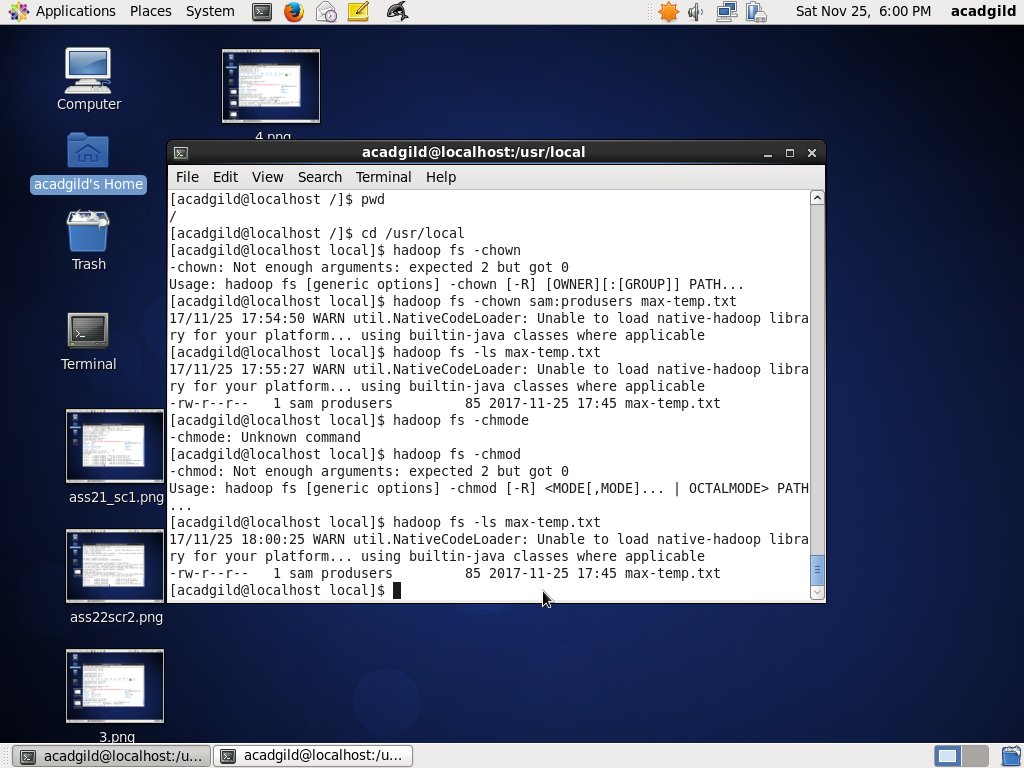 Applications Places System
Sat Nov 25, 6:00 PM acadgild
Computer
4.png
acadgild's Home
Trash
Terminal
ass21_sc1.png
ass22scr2.png
3.png
acadgild@localhost:/usr/local
File Edit View Search Terminal Help
[acadgild@localhost /]$ pwd
/
[acadgild@localhost /]$ cd /usr/local
[acadgild@localhost local]$ hadoop fs -chown
-chown: Not enough arguments: expected 2 but got 0
Usage: hadoop fs [generic options] -chown [-R] [OWNER][:[GROUP]] PATH...
[acadgild@localhost local]$ hadoop fs -chown sam:produsers max-temp.txt
17/11/25 17:54:50 WARN util.NativeCodeLoader: Unable to load native-hadoop libra
ry for your platform... using builtin-java classes where applicable
[acadgild@localhost local]$ hadoop fs -ls max-temp.txt
17/11/25 17:55:27 WARN util.NativeCodeLoader: Unable to load native-hadoop libra
ry for your platform... using builtin-java classes where applicable
-rw-r--r--   1 sam produsers         85 2017-11-25 17:45 max-temp.txt
[acadgild@localhost local]$ hadoop fs -chmode
-chmode: Unknown command
[acadgild@localhost local]$ hadoop fs -chmod
-chmod: Not enough arguments: expected 2 but got 0
Usage: hadoop fs [generic options] -chmod [-R] <MODE[,MODE]... | OCTALMODE> PATH
...
[acadgild@localhost local]$ hadoop fs -ls max-temp.txt
17/11/25 18:00:25 WARN util.NativeCodeLoader: Unable to load native-hadoop libra
ry for your platform... using builtin-java classes where applicable
-rw-r--r--   1 sam produsers         85 2017-11-25 17:45 max-temp.txt
[acadgild@localhost local]$
acadgild@localhost:/u...
acadgild@localhost:/u...